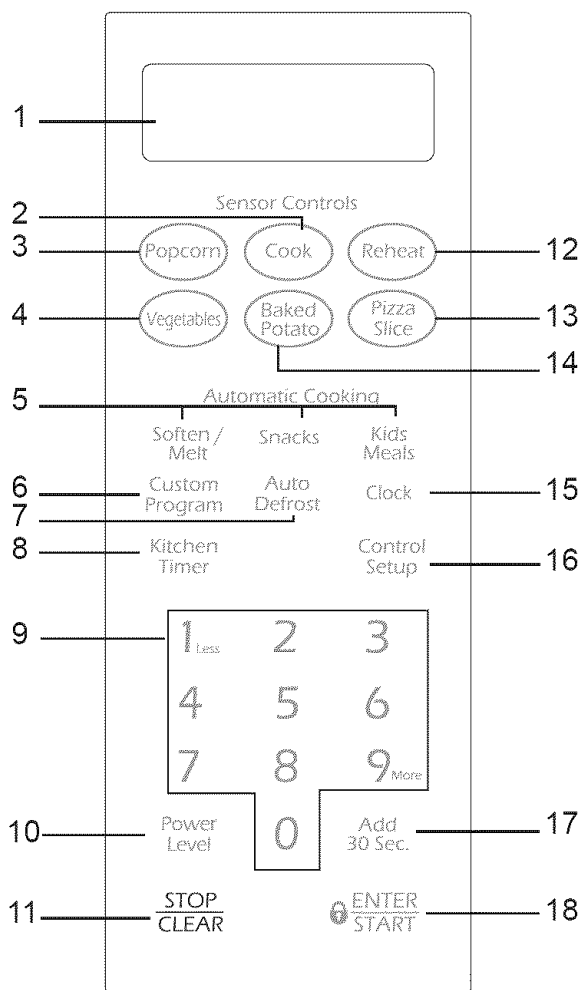 1
Sensor Controls
2
3 Popcorn Cook Reheat 12
4 Vegetables Baked Potato Pizza Slice 13
14
5 Automatic Cooking
Soften / Melt Snacks Kids Meals
6 Custom Program Auto Defrost Clock 15
7
8 Kitchen Timer Control Setup 16
9 1 Less 2 3
4 5 6
7 8 9 More
10 Power Level 0 Add 30 Sec. 17
11 STOP CLEAR ENTER START 18